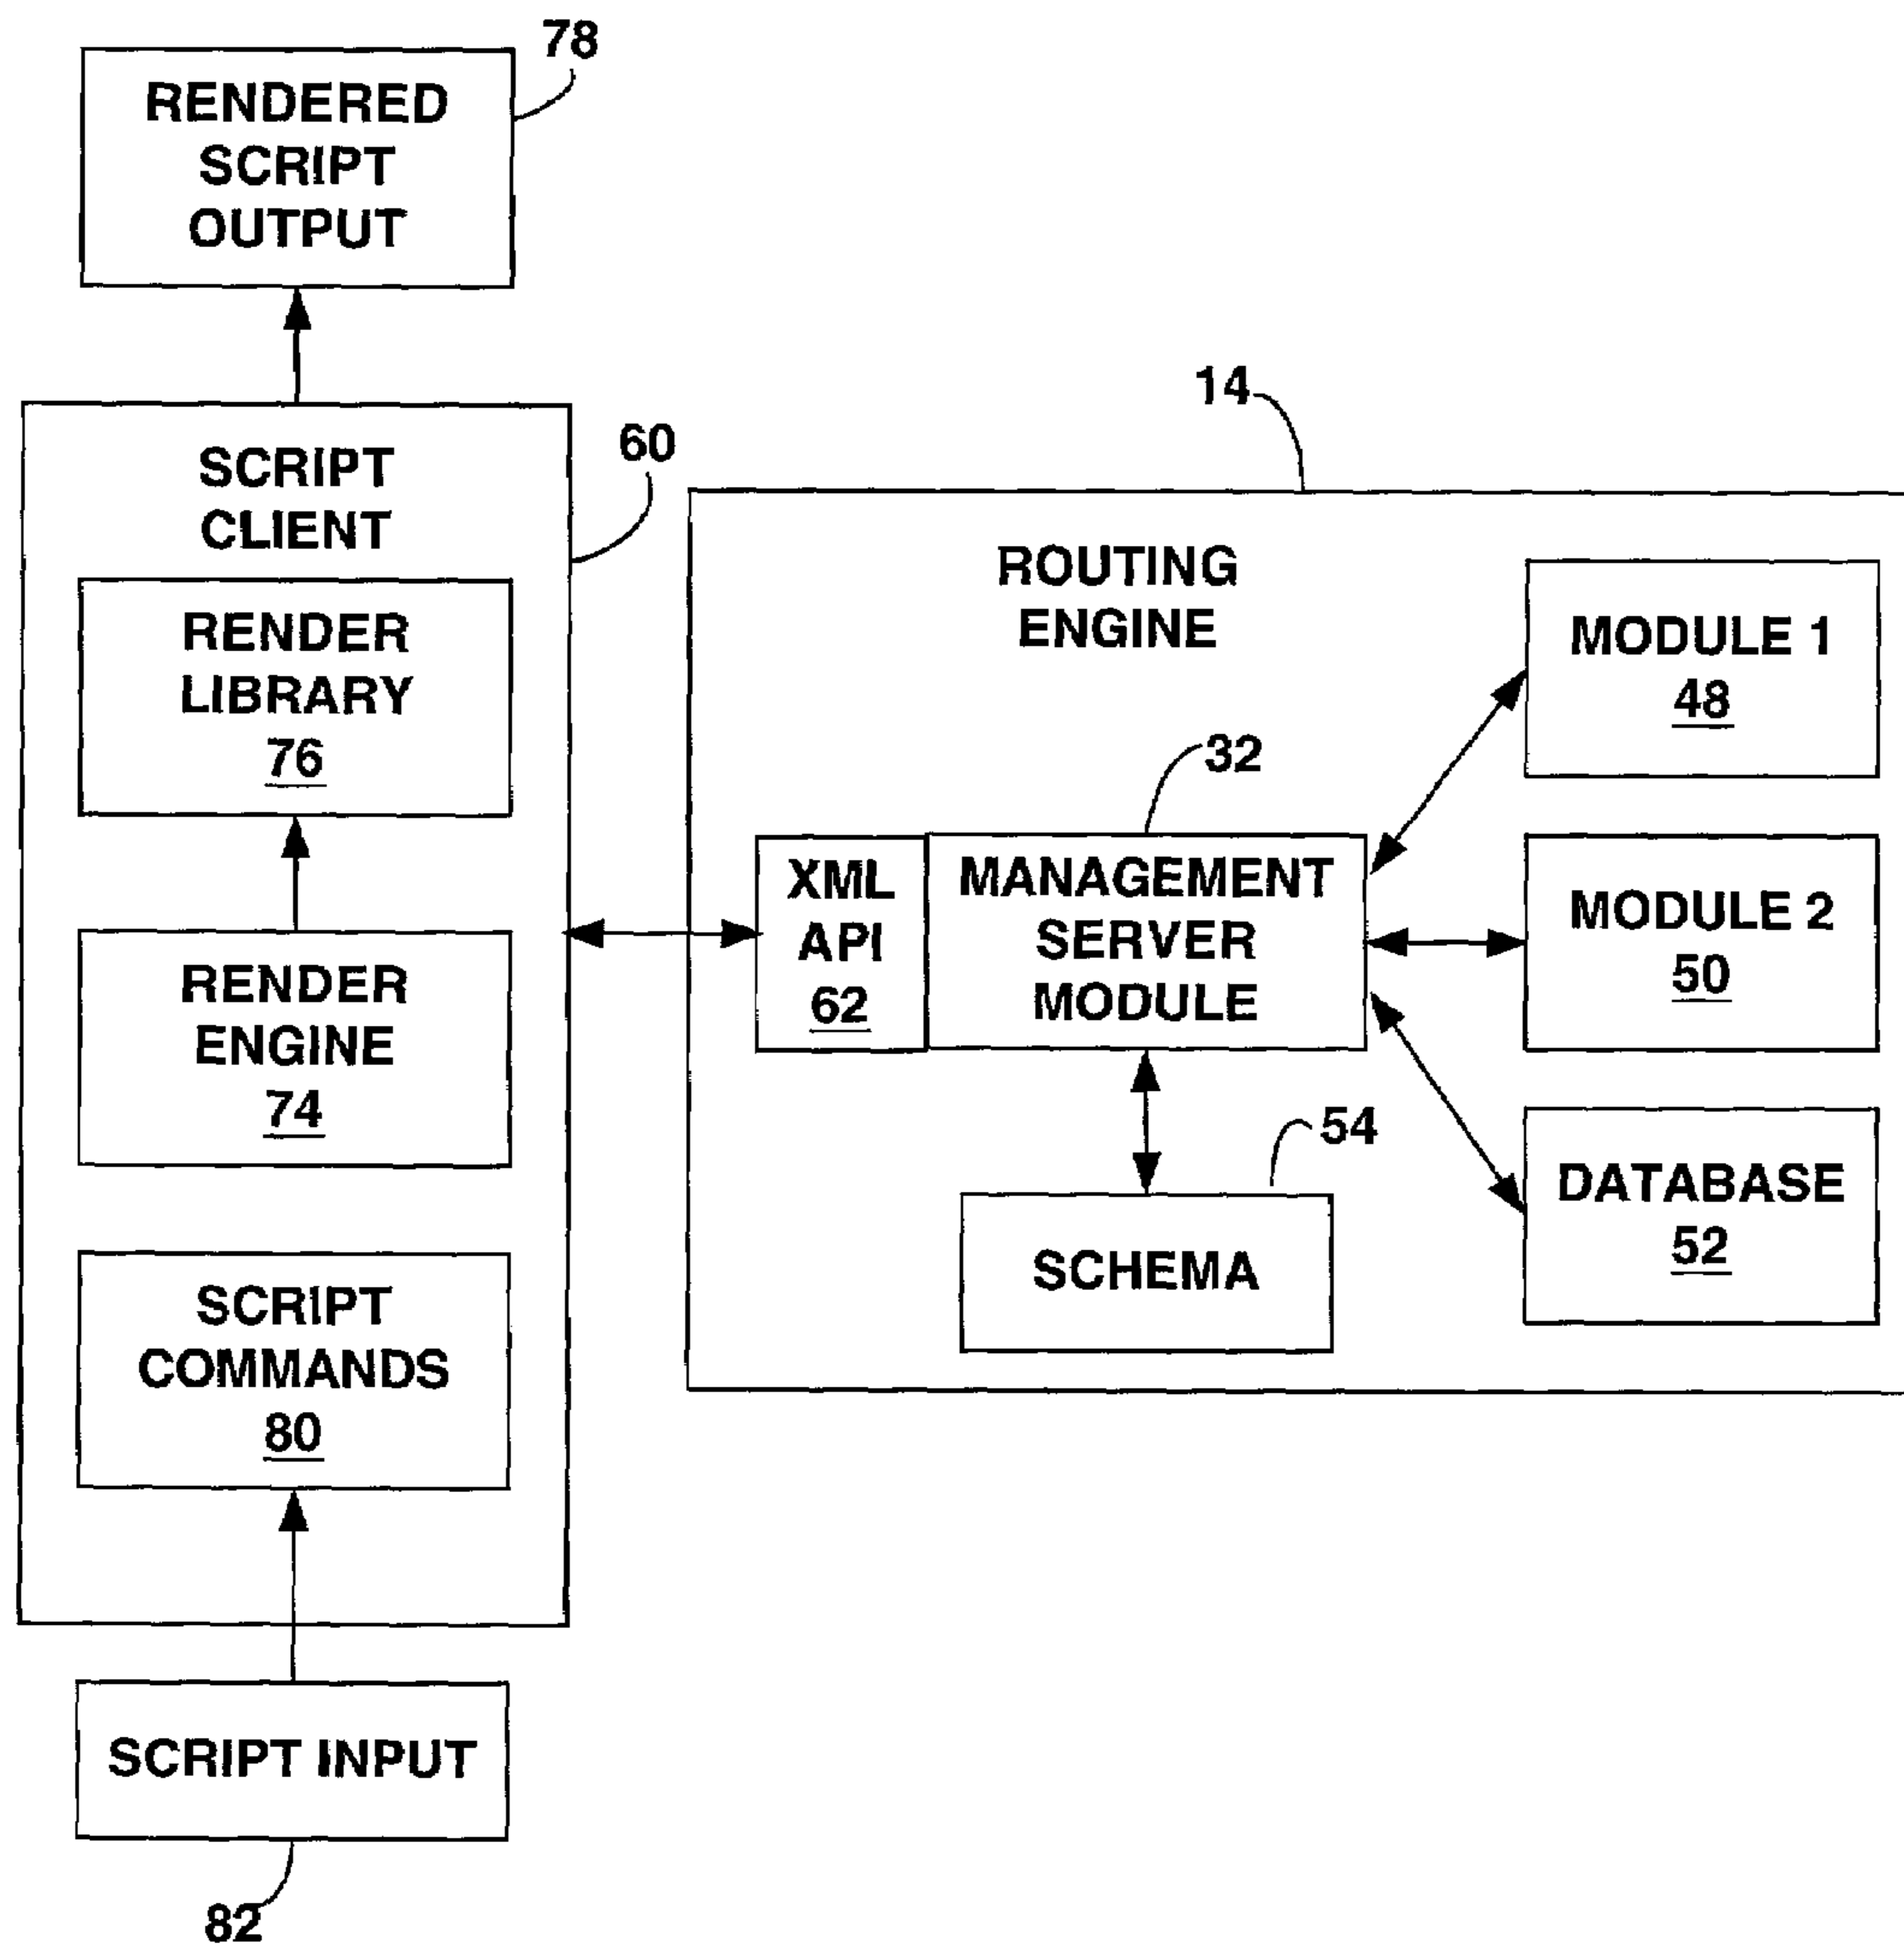 78
RENDERED
SCRIPT
OUTPUT
60
SCRIPT
CLIENT
RENDER
LIBRARY
76
RENDER
ENGINE
74
SCRIPT
COMMANDS
80
SCRIPT INPUT
82
14
ROUTING
ENGINE
32
XML
API
62
MANAGEMENT
SERVER
MODULE
54
SCHEMA
MODULE 1
48
MODULE 2
50
DATABASE
52